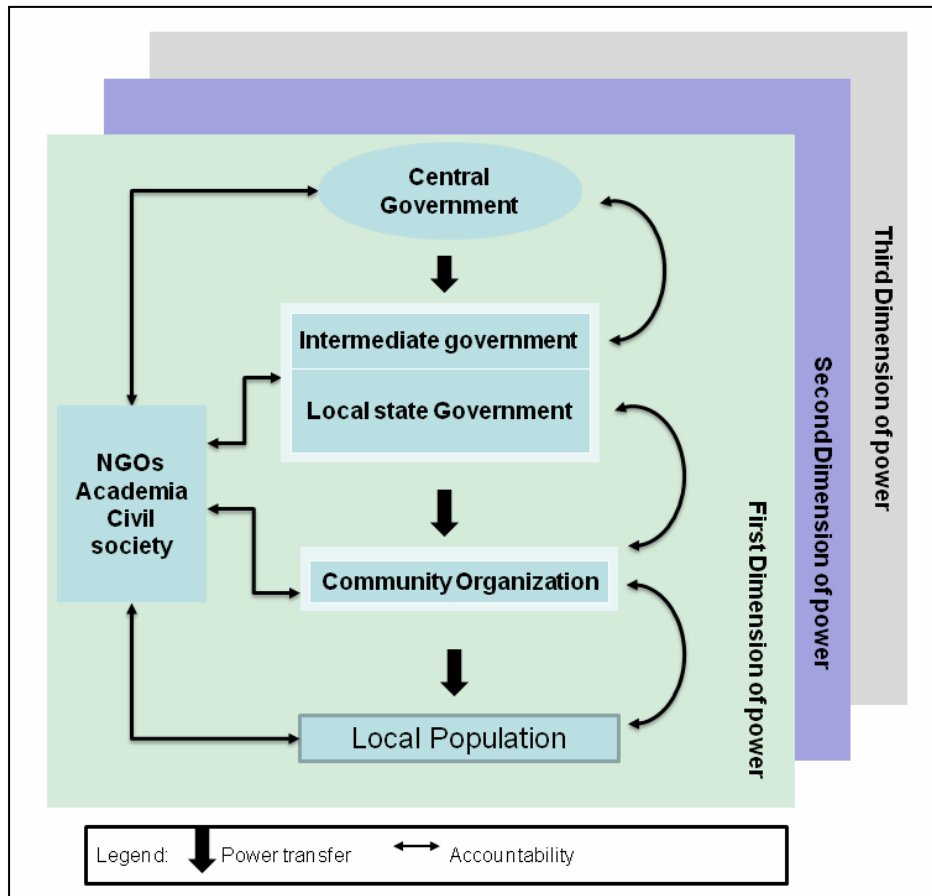 Central
Government
Intermediate government
Local state Government
NGOs
Academia
Civil
society
Community Organization
Local Population
First Dimension of power
Second Dimension of power
Third Dimension of power
Legend: Power transfer Accountability